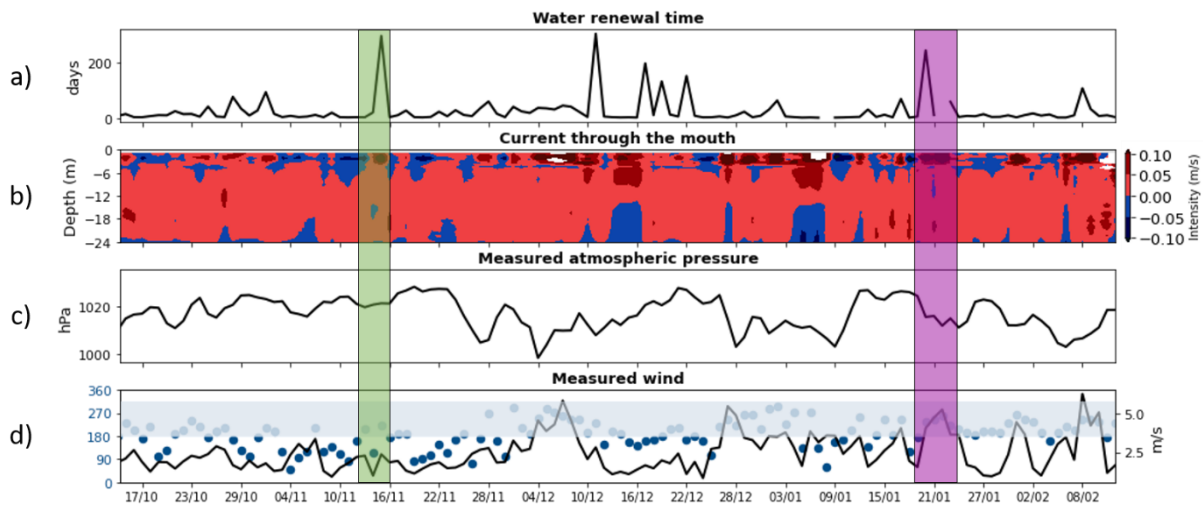 Water renewal time
a)
days
200
0
Current through the mouth
b)
Depth (m)
0
−6
−12
−18
−24
0.10
0.05
0.00
−0.05
−0.10
Intensity (m/s)
Measured atmospheric pressure
c)
hPa
1020
1000
Measured wind
d)
360
270
180
90
0
5.0
2.5
m/s
17/10 23/10 29/10 04/11 10/11 16/11 22/11 28/11 04/12 10/12 16/12 22/12 28/12 03/01 09/01 15/01 21/01 27/01 02/02 08/02